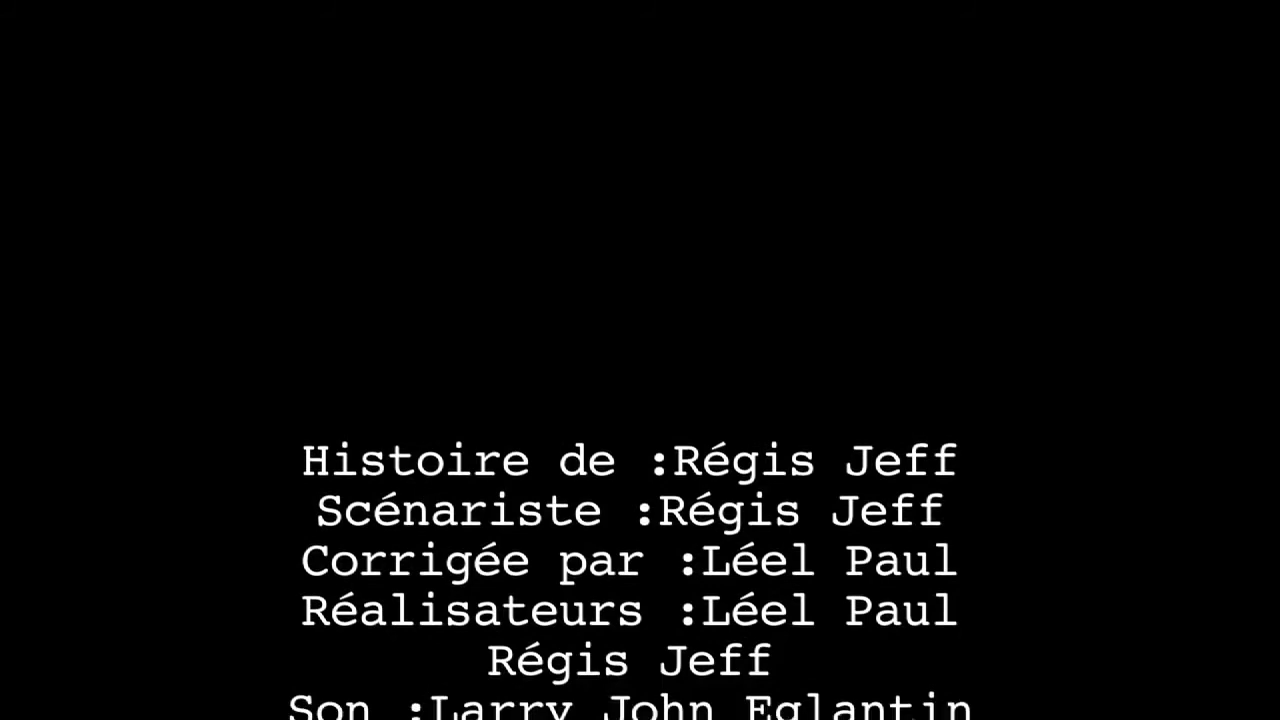 Histoire de :Régis Jeff
Scénariste :Régis Jeff
Corrigée par :Léel Paul
Réalisateurs :Léel Paul
Régis Jeff
Son :Larry John Eglantin